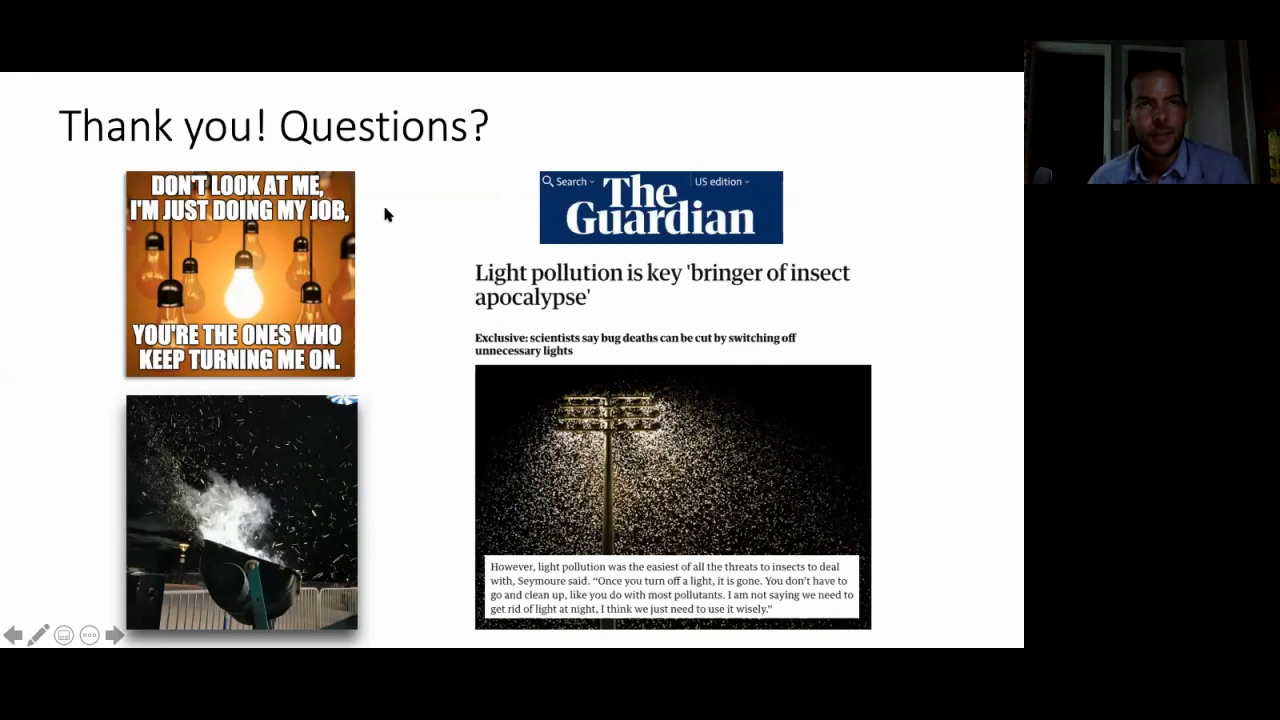 Thank you! Questions?
DON'T LOOK AT ME,
I'M JUST DOING MY JOB,
YOU'RE THE ONES WHO
KEEP TURNING ME ON.
Search
US edition
The
Guardian
Light pollution is key 'bringer of insect
apocalypse'
Exclusive: scientists say bug deaths can be cut by switching off
unnecessary lights
However, light pollution was the easiest of all the threats to insects to deal
with, Seymoure said. “Once you turn off a light, it is gone. You don’t have to
go and clean up, like you do with most pollutants. I am not saying we need to
get rid of light at night, I think we just need to use it wisely.”